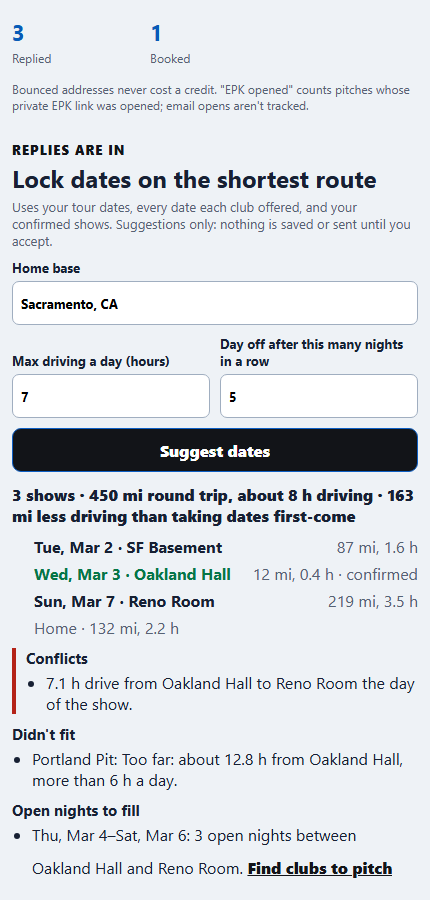 3 1
Replied Booked
Bounced addresses never cost a credit. "EPK opened" counts pitches whose
private EPK link was opened; email opens aren't tracked.
REPLIES ARE IN
Lock dates on the shortest route
Uses your tour dates, every date each club offered, and your
confirmed shows. Suggestions only: nothing is saved or sent until you
accept.
Home base
Sacramento, CA
Max driving a day (hours)
7
Day off after this many nights
in a row
5
Suggest dates
3 shows · 450 mi round trip, about 8 h driving · 163
mi less driving than taking dates first-come
Tue, Mar 2 · SF Basement 87 mi, 1.6 h
Wed, Mar 3 · Oakland Hall 12 mi, 0.4 h · confirmed
Sun, Mar 7 · Reno Room 219 mi, 3.5 h
Home · 132 mi, 2.2 h
Conflicts
• 7.1 h drive from Oakland Hall to Reno Room the day
of the show.
Didn't fit
• Portland Pit: Too far: about 12.8 h from Oakland Hall,
more than 6 h a day.
Open nights to fill
• Thu, Mar 4–Sat, Mar 6: 3 open nights between
Oakland Hall and Reno Room. Find clubs to pitch